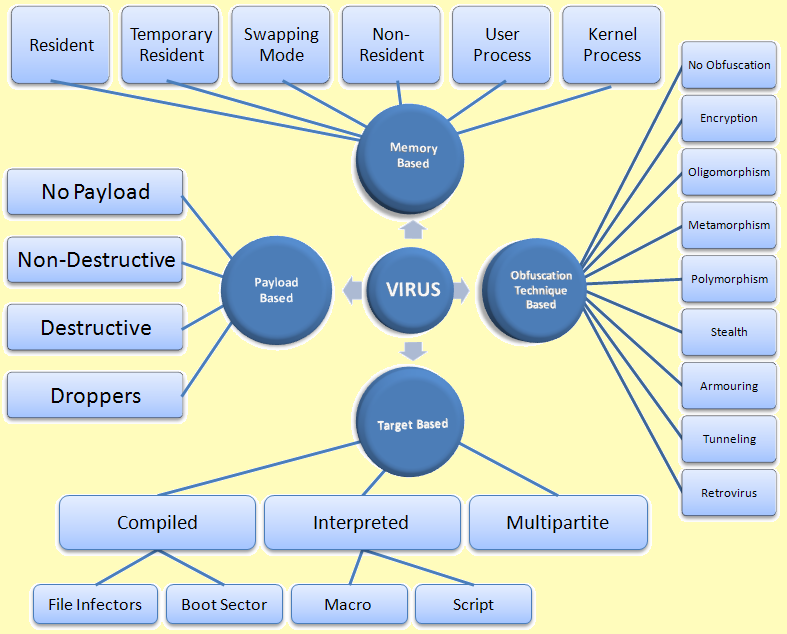 Resident
Temporary
Resident
Swapping
Mode
Non-
Resident
User
Process
Kernel
Process
Memory
Based
No Obfuscation
Encryption
Oligomorphism
Metamorphism
Polymorphism
Stealth
Armouring
Tunneling
Retrovirus
No Payload
Non-Destructive
Destructive
Droppers
Payload
Based
VIRUS
Obfuscation
Technique
Based
Target Based
Compiled
Interpreted
Multipartite
File Infectors
Boot Sector
Macro
Script